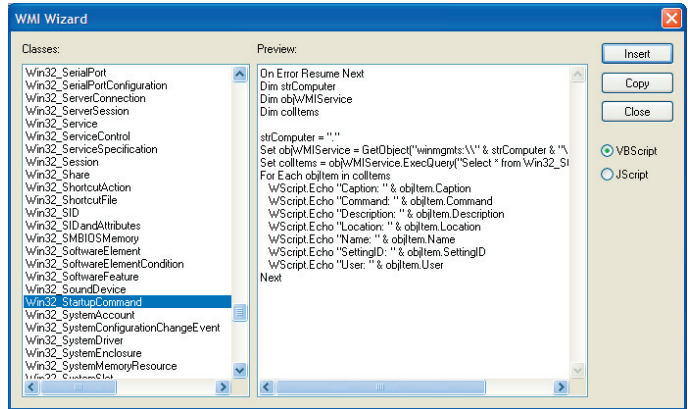 WMI Wizard
Classes:
Win32_SerialPort
Win32_SerialPortConfiguration
Win32_ServerConnection
Win32_ServerSession
Win32_Service
Win32_ServiceControl
Win32_ServiceSpecification
Win32_Session
Win32_Share
Win32_ShortcutAction
Win32_ShortcutFile
Win32_SID
Win32_SIDandAttributes
Win32_SMBIOSMemory
Win32_SoftwareElement
Win32_SoftwareElementCondition
Win32_SoftwareFeature
Win32_SoundDevice
Win32_StartupCommand
Win32_SystemAccount
Win32_SystemConfigurationChangeEvent
Win32_SystemDriver
Win32_SystemEnclosure
Win32_SystemMemoryResource
Preview:
On Error Resume Next
Dim strComputer
Dim objWMIService
Dim colItems
strComputer = "."
Set objWMIService = GetObject("winmgmts:\\" & strComputer & "\
Set colItems = objWMIService.ExecQuery("Select * from
For Each objItem in colItems
WScript.Echo "Caption: " & objItem.Caption
WScript.Echo "Command: " & objItem.Command
WScript.Echo "Description: " & objItem.Description
WScript.Echo "Location: " & objItem.Location
WScript.Echo "Name: " & objItem.Name
WScript.Echo "SettingID: " & objItem.SettingID
WScript.Echo "User: " & objItem.User
Next
Insert
Copy
Close
VBScript
JScript